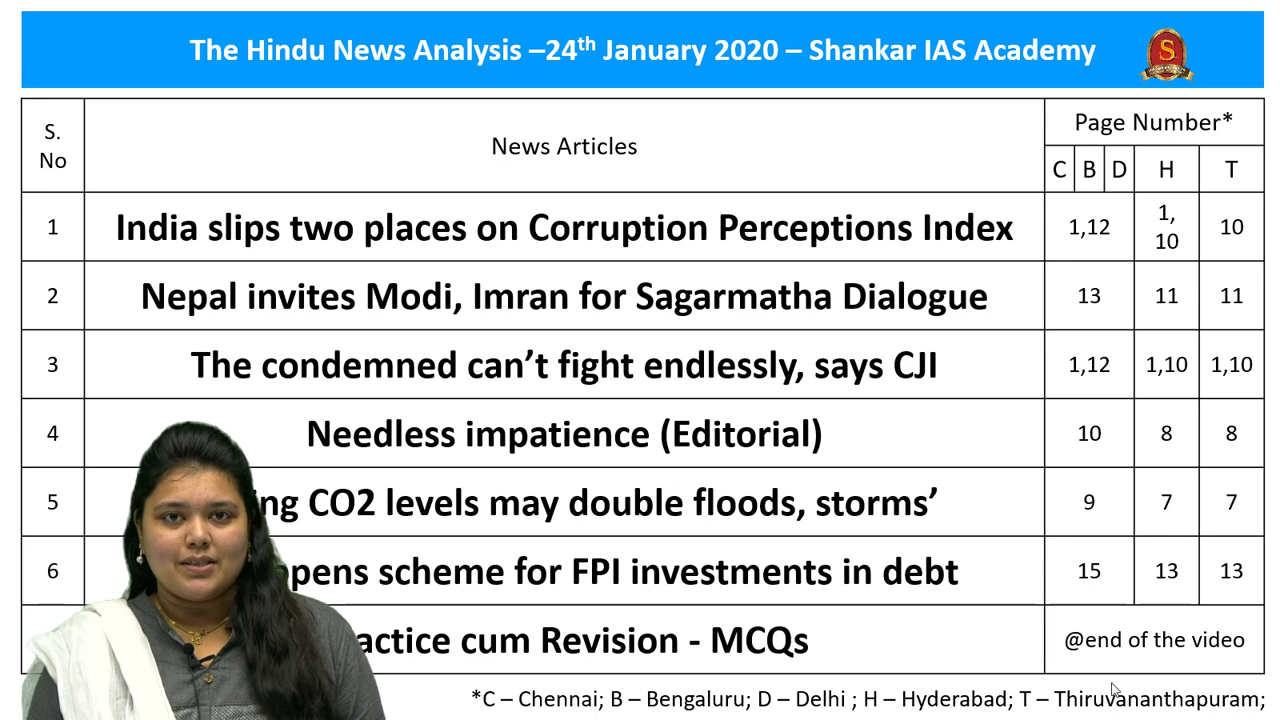 The Hindu News Analysis –24th January 2020 – Shankar IAS Academy
S
S. No
News Articles
Page Number*
C B D H T
1 India slips two places on Corruption Perceptions Index 1,12 1, 10 10
2 Nepal invites Modi, Imran for Sagarmatha Dialogue 13 11 11
3 The condemned can’t fight endlessly, says CJI 1,12 1,10 1,10
4 Needless impatience (Editorial) 10 8 8
5 CO2 levels may double floods, storms’ 9 7 7
6 scheme for FPI investments in debt 15 13 13
cum Revision - MCQs @end of the video
*C – Chennai; B – Bengaluru; D – Delhi ; H – Hyderabad; T – Thiruvananthapuram;